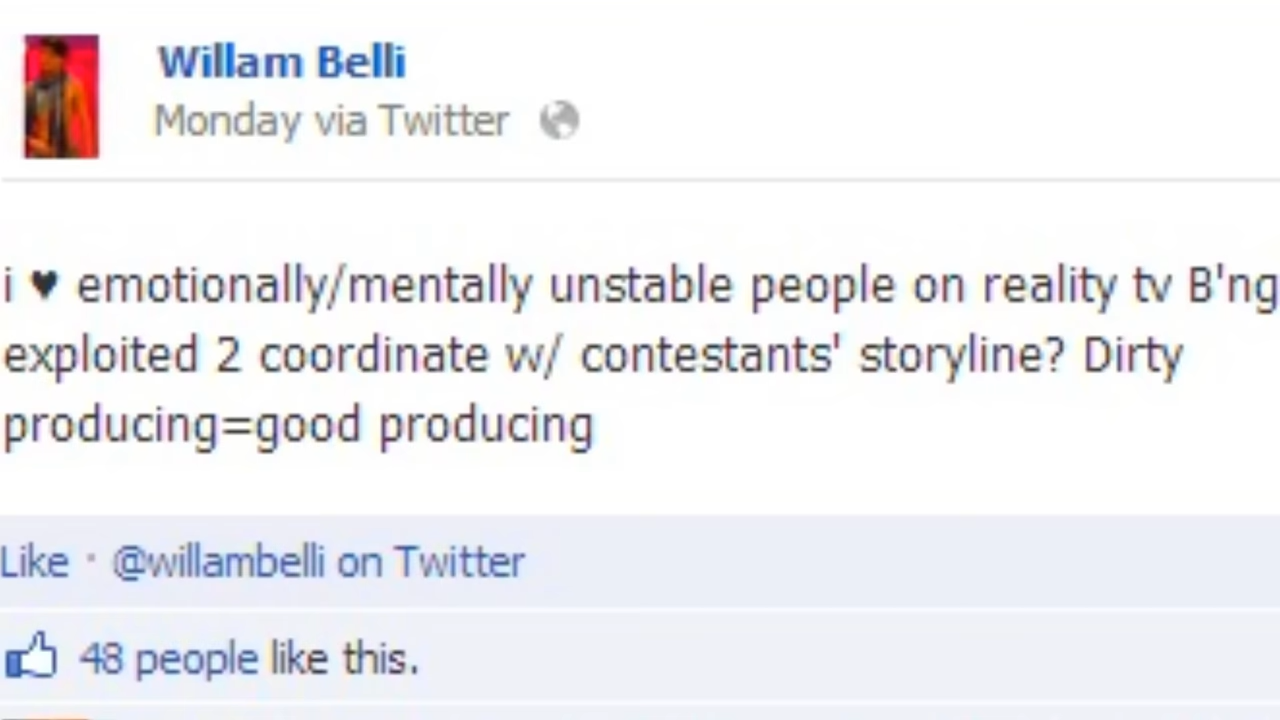 Willam Belli
Monday via Twitter
i ♥ emotionally/mentally unstable people on reality tv B'ng
exploited 2 coordinate w/ contestants' storyline? Dirty
producing=good producing
Like · @willambelli on Twitter
48 people like this.